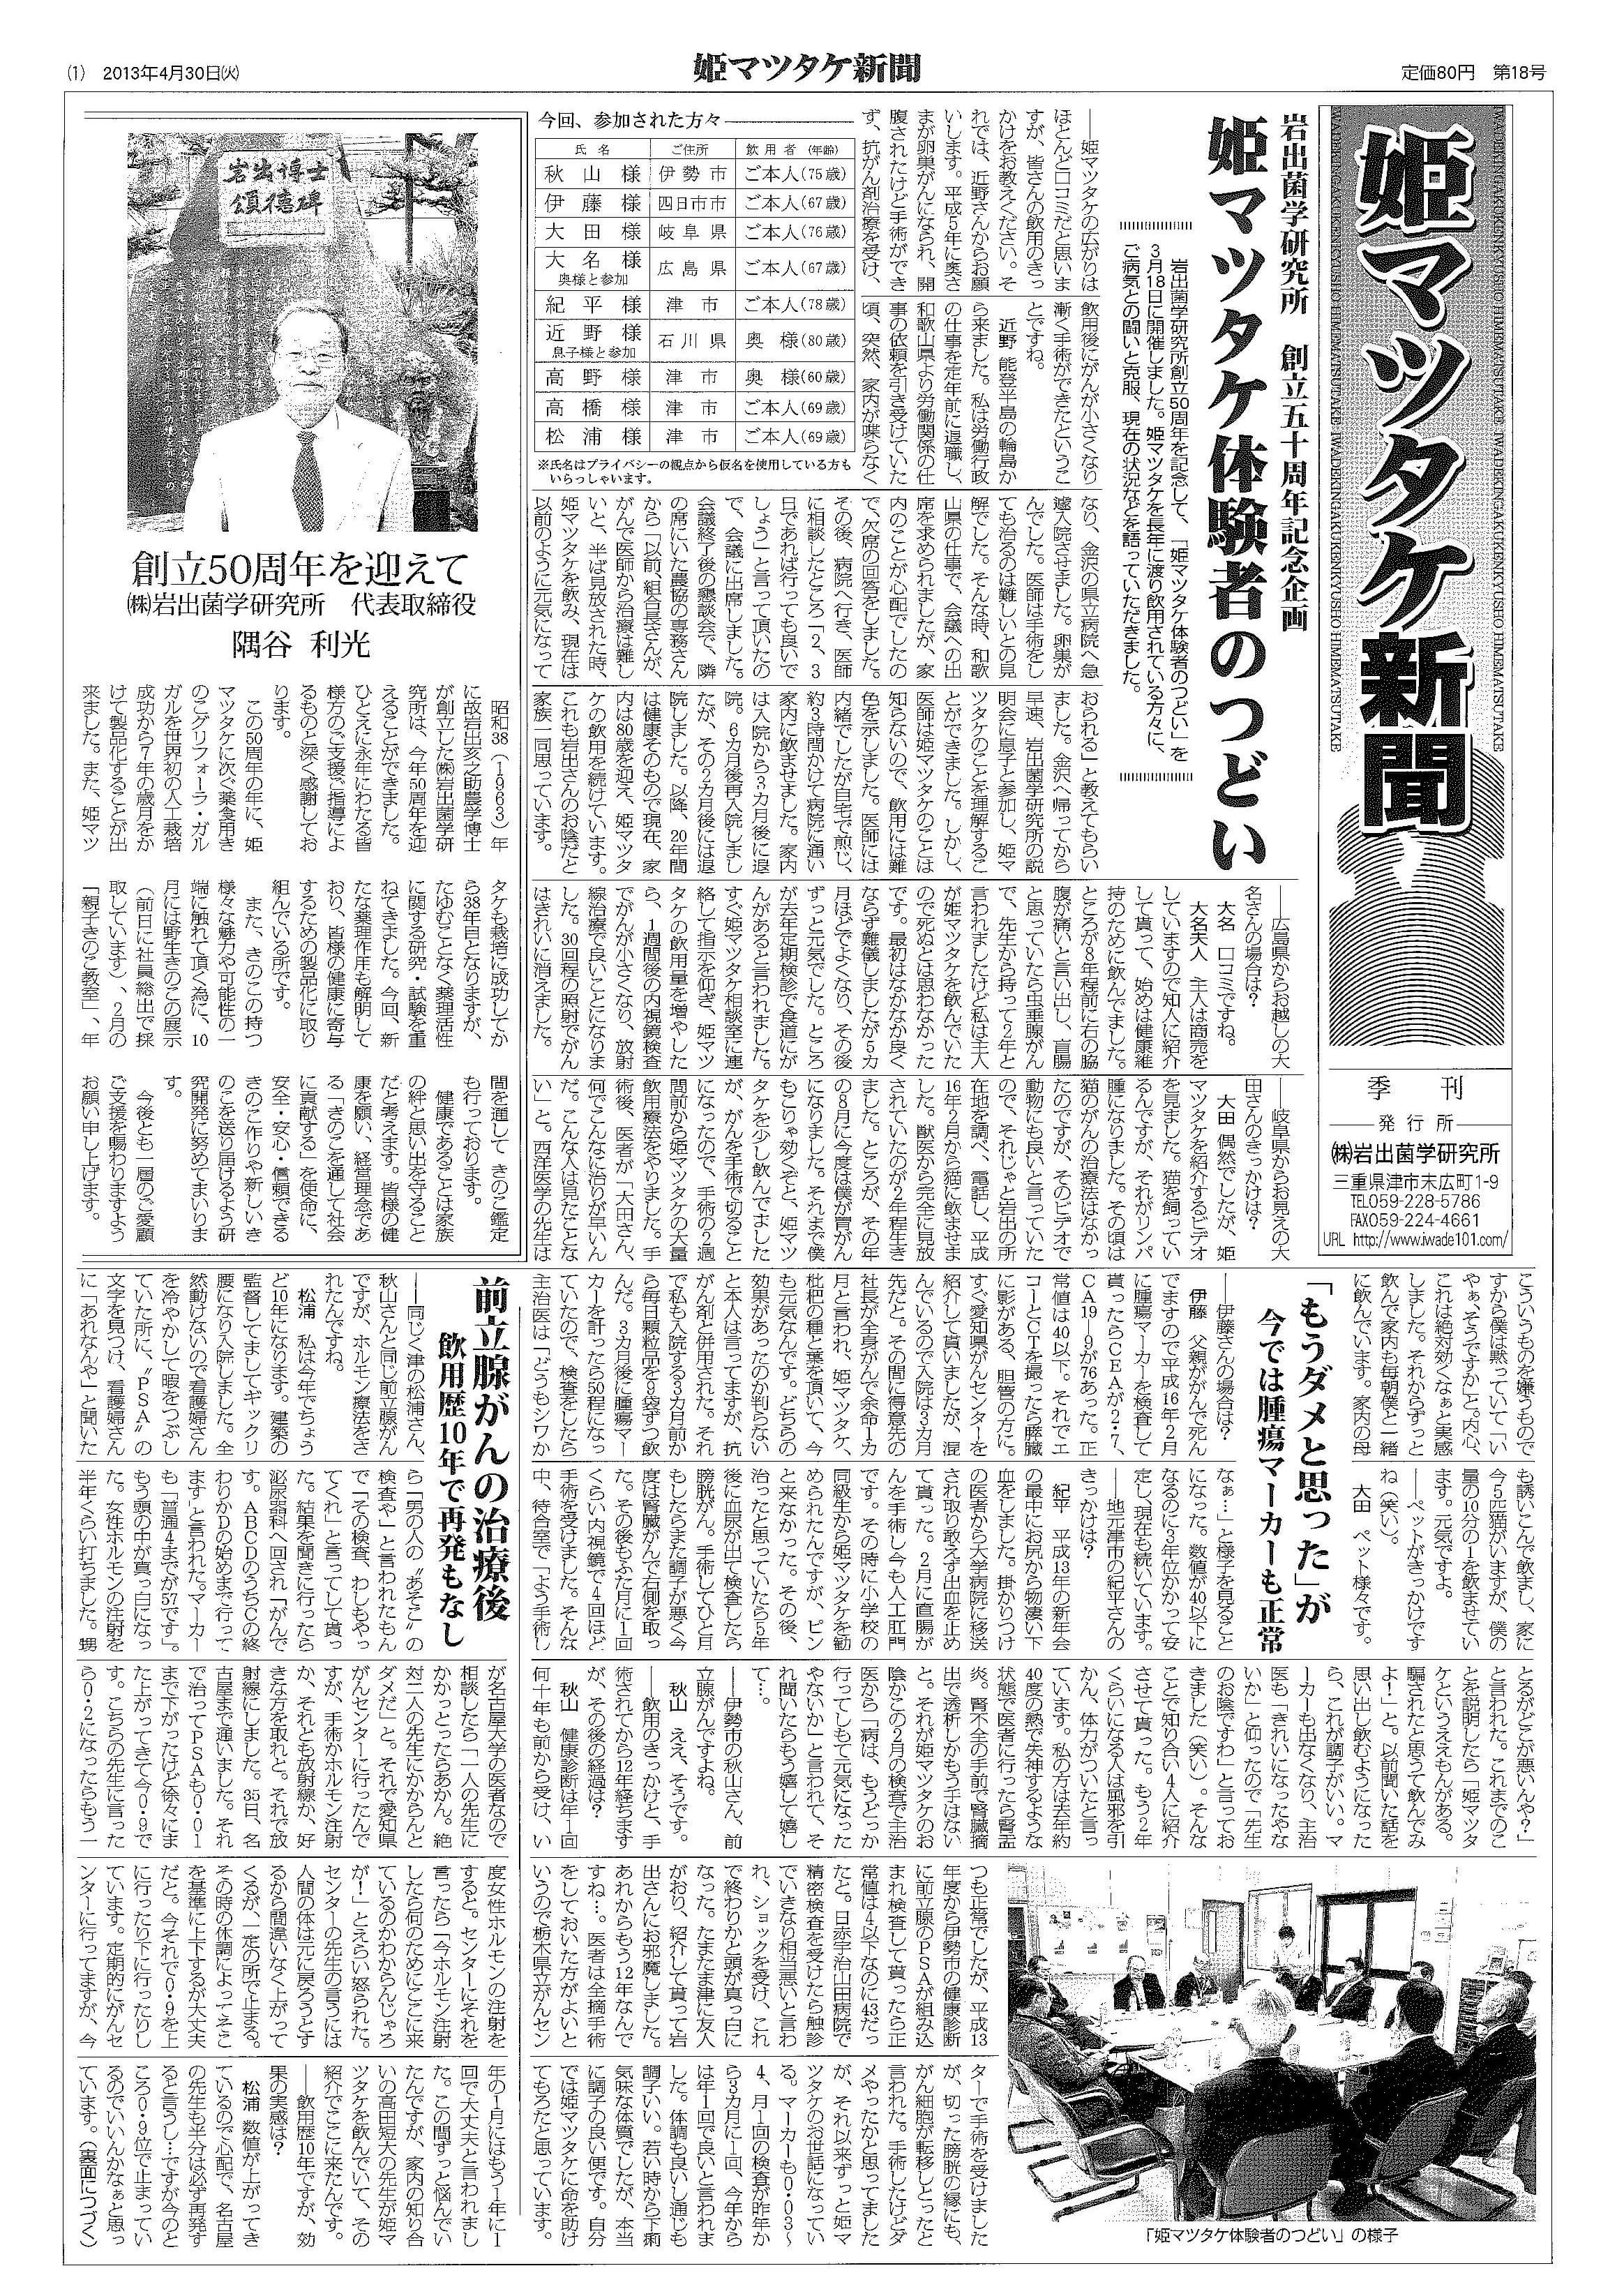 (1) 2013年4月30日(火)
姫マツタケ新聞
定価80円 第18号
姫マツタケ新聞
季 刊
発行所
㈱岩出菌学研究所
三重県津市末広町1-9
TEL059-228-5786
FAX059-224-4661
URL http://www.iwade101.com/
岩出菌学研究所 創立五十周年記念企画
姫マツタケ体験者のつどい
岩出菌学研究所創立50周年を記念して、「姫マツタケ体験者のつどい」を
3月18日に開催しました。姫マツタケを長年に渡り飲用されている方々に、
ご病気との闘いと克服、現在の状況などを語っていただきました。
―姫マツタケの広がりは
ほとんど口コミだと思いま
すが、皆さんの飲用のきっ
かけをお教えください。そ
れでは、近野さんからお願
いします。平成5年に奥さ
まが卵巣がんになられ、開
腹されたけど手術ができ
ず、抗がん剤治療を受け、
飲用後にがんが小さくなり
漸く手術ができたというこ
とですね。
近野 能登半島の輪島か
ら来ました。私は労働行政
の仕事を定年前に退職し、
和歌山県より労働関係の仕
事の依頼を引き受けていた
頃、突然、家内が喋らなく
今回、参加された方々
氏名 ご住所 飲用者(年齢)
秋山様 伊勢市 ご本人(75歳)
伊藤様 四日市市 ご本人(67歳)
大田様 岐阜県 ご本人(76歳)
大名様 奥様と参加 広島県 ご本人(67歳)
紀平様 津市 ご本人(78歳)
近野様 息子様と参加 石川県 奥様(80歳)
高野様 津市 奥様(60歳)
高橋様 津市 ご本人(69歳)
松浦様 津市 ご本人(69歳)
※氏名はプライバシーの観点から仮名を使用している方も
いらっしゃいます。
なり、金沢の県立病院へ急
遽入院させました。卵巣が
んでした。医師は手術をし
ても治るのは難しいとの見
解でした。そんな時、和歌
山県の仕事で、会議への出
席を求められましたが、家
内のことが心配でしたの
で、欠席の回答をしました。
その後、病院へ行き、医師
に相談したところ「2、3
日であれば行っても良いで
しょう」と言って頂いたの
で、会議に出席しました。
会議終了後の懇談会で、隣
の席にいた農協の専務さん
から「以前、組合長さんが、
がんで医師から治療は難し
いと、半ば見放された時、
姫マツタケを飲み、現在は
以前のように元気になって
おられる」と教えてもらい
ました。金沢へ帰ってから
早速、岩出菌学研究所の説
明会に息子と参加し、姫マ
ツタケのことを理解するこ
とができました。しかし、
医師は姫マツタケのことは
知らないので、飲用には難
色を示しました。医師には
内緒でしたが自宅で煎じ、
約3時間かけて病院に通い
家内に飲ませました。家内
は入院から3カ月後に退
院。6カ月後再入院しまし
たが、その2カ月後には退
院しました。以降、20年間
は健康そのもので現在、家
内は80歳を迎え、姫マツタ
ケの飲用を続けています。
これも岩出さんのお陰だと
家族一同思っています。
―広島県からお越しの大
名さんの場合は？
大名 口コミですね。
大名夫人 主人は商売を
していますので知人に紹介
して貰って、始めは健康維
持のために飲んでました。
ところが8年程前に右の脇
腹が痛いと言い出し、盲腸
と思っていたら虫垂腺がん
で、先生から持って2年と
言われましたけど私は主人
が姫マツタケを飲んでいた
ので死ぬとは思わなかった
です。最初はなかなか良く
ならず難儀しましたが5カ
月ほどでよくなり、その後
ずっと元気でした。ところ
が去年定期検診で食道にが
んがあると言われました。
すぐ姫マツタケ相談室に連
絡して指示を仰ぎ、姫マツ
タケの飲用量を増やした
ら、1週間後の内視鏡検査
でがんが小さくなり、放射
線治療で良いことになりま
した。30回程の照射でがん
はきれいに消えました。
―岐阜県からお見えの大
田さんのきっかけは？
大田 偶然でしたが、姫
マツタケを紹介するビデオ
を見ました。猫を飼ってい
るんですが、それがリンパ
腫になりました。その頃は
猫のがんの治療法はなかっ
たのですが、そのビデオで
動物にも良いと言っていた
ので、それじゃと岩出の所
在地を調べ、電話し、平成
16年2月から猫に飲ませま
した。獣医から完全に見放
されていたのが2年程生き
ました。ところが、その年
の8月に今度は僕が胃がん
になりました。それまで僕
もこりゃ効くぞと、姫マツ
タケを少し飲んでました
が、がんを手術で切ること
になったので、手術の2週
間前から姫マツタケの大量
飲用療法をやりました。手
術後、医者が「大田さん、
何でこんなに治りが早いん
だ。こんな人は見たことな
い」と。西洋医学の先生は
創立50周年を迎えて
㈱岩出菌学研究所 代表取締役
隅谷 利光
昭和38(1963)年
に故岩出亥之助農学博士
が創立した㈱岩出菌学研
究所は、今年50周年を迎
えることができました。
ひとえに永年にわたる皆
様方のご支援ご指導によ
るものと深く感謝してお
ります。
この50周年の年に、姫
マツタケに次ぐ薬食用き
のこグリフォーラ・ガル
ガルを世界初の人工栽培
成功から7年の歳月をか
けて製品化することが出
来ました。また、姫マツ
タケも栽培に成功してか
ら38年目となりますが、
たゆむことなく薬理活性
に関する研究・試験を重
ねてきました。今回、新
たな薬理作用も解明して
おり、皆様の健康に寄与
するための製品化に取り
組んでいる所です。
また、きのこの持つ
様々な魅力や可能性の一
端に触れて頂く為に、10
月には野生きのこの展示
(前日に社員総出で採
取しています)、2月の
「親子きのこ教室」、年
間を通して きのこ鑑定
も行っております。
健康であることは家族
の絆と思い出を守ること
だと考えます。皆様の健
康を願い、経営理念であ
る「きのこを通して社会
に貢献する」を使命に、
安全・安心・信頼できる
きのこ作りや新しいき
のこを送り届けるよう研
究開発に努めてまいりま
す。
今後とも一層のご愛顧
ご支援を賜わりますよう
お願い申し上げます。
こういうものを嫌うもので
すから僕は黙っていて「い
やぁ、そうですか」と。内心、
これは絶対効くなぁと実感
しました。それからずっと
飲んで家内も毎朝僕と一緒
に飲んでいます。家内の母
も誘いこんで飲まし、家に
今5匹猫がいますが、僕の
量の10分の1を飲ませてい
ます。元気ですよ。
―ペットがきっかけです
ね(笑い)。
大田 ペット様々です。
「もうダメと思った」が
今では腫瘍マーカーも正常
―伊藤さんの場合は？
伊藤 父親ががんで死ん
でますので平成16年2月
に腫瘍マーカーを検査して
貰ったらCEAが2・7、
CA19―9が76あった。正
常値は40以下。それでエ
コーとCTを撮ったら膵臓
に影がある、胆管の方に。
すぐ愛知県がんセンターを
紹介して貰いましたが、混
んでいるので入院は3カ月
先だと。その間に得意先の
社長が全身がんで余命1カ
月と言われ、姫マツタケ、
枇杷の種と葉を頂いて、今
も元気なんです。どちらの
効果があったのか判らない
と本人は言ってますが、抗
がん剤と併用された。それ
で私も入院する3カ月前か
ら毎日顆粒品を9袋ずつ飲
んだ。3カ月後に腫瘍マー
カーを計ったら50程になっ
ていたので、検査をしたら
主治医は「どうもシワか
なぁ…」と様子を見ること
になった。数値が40以下に
なるのに3年位かかって安
定し、現在も続いています。
―地元津市の紀平さんの
きっかけは？
紀平 平成13年の新年会
の最中にお尻から物凄い下
血をしました。掛かりつけ
の医者から大学病院に移送
され取り敢えず出血を止め
て貰った。2月に直腸が
んを手術し今も人工肛門
です。その時に小学校の
同級生から姫マツタケを勧
められたんですが、ピン
と来なかった。その後、
治ったと思っていたら5年
後に血尿が出て検査したら
膀胱がん。手術してひと月
もしたらまた調子が悪く今
度は腎臓がんで右側を取っ
た。その後もふた月に1回
くらい内視鏡で4回ほど
手術を受けました。そんな
中、待合室で「よう手術し
とるがどこが悪いんや？」
と言われた。これまでのこ
とを説明したら「姫マツタ
ケというええもんがある。
騙されたと思うて飲んでみ
よ！」と。以前聞いた話を
思い出し飲むようになった
ら、これが調子がいい。マ
ーカーも出なくなり、主治
医も「きれいになったやな
いか」と仰ったので「先生
のお陰ですわ」と言ってお
きました(笑い)。そんな
ことで知り合い4人に紹介
させて貰った。もう2年
くらいになる人は風邪を引
かん、体力がついたと言っ
ています。私の方は去年約
40度の熱で失神するような
状態で医者に行ったら腎盂
炎。腎不全の手前で腎臓摘
出で透析しかもう手はない
と。それが姫マツタケのお
陰かこの2月の検査で主治
医から「病は、もうどっか
行ってしもて元気になった
やないか」と言われて、そ
れ聞いたらもう嬉して嬉し
て…。
―伊勢市の秋山さん、前
立腺がんですよね。
秋山 ええ、そうです。
―飲用のきっかけと、手
術されてから12年経ちます
が、その後の経過は？
秋山 健康診断は年1回
何十年も前から受け、い
つも正常でしたが、平成13
年度から伊勢市の健康診断
に前立腺のPSAが組み込
まれ検査して貰ったら正
常値は4以下なのに43だっ
たと。日赤宇治山田病院で
精密検査を受けたら触診
でいきなり相当悪いと言わ
れ、ショックを受け、これ
で終わりかと頭が真っ白に
なった。たまたま津に友人
がおり、紹介して貰って岩
出さんにお邪魔しました。
あれからもう12年なんで
すね…。医者は全摘手術
をしておいた方がよいと
いうので栃木県立がんセン
ターで手術を受けました
が、切った膀胱の縁にも、
がん細胞が転移しとったと
言われた。手術したけどダ
メやったかと思ってました
が、それ以来ずっと姫マ
ツタケのお世話になってい
る。マーカーも0・03〜
4、月1回の検査が昨年か
ら3カ月に1回、今年から
は年1回で良いと言われま
した。体調も良いし通じも
調子いい。若い時から下痢
気味な体質でしたが、本当
に調子の良い便です。自分
では姫マツタケに命を助け
てもろたと思っています。
「姫マツタケ体験者のつどい」の様子
前立腺がんの治療後
飲用歴10年で再発もなし
―同じく津の松浦さん、
秋山さんと同じ前立腺がん
ですが、ホルモン療法をさ
れたんですね。
松浦 私は今年でちょう
ど10年になります。建築の
監督してましてギックリ
腰になり入院しました。全
然動けないので看護婦さん
を冷やかして暇をつぶし
ていた所に、〝PSA〟の
文字を見つけ、看護婦さん
に「あれなんや」と聞いた
ら「男の人の〝あそこ〟の
検査や」と言われたもん
で「その検査、わしもやっ
てくれ」と言ってして貰っ
た。結果を聞きに行ったら
泌尿器科へ回され「がんで
す。ABCDのうちCの終
わりかDの始めまで行って
ます」と言われた。マーカー
も「普通4までが57です」。
もう頭の中が真っ白になっ
た。女性ホルモンの注射を
半年くらい打ちました。甥
が名古屋大学の医者なので
相談したら「一人の先生に
かかっとったらあかん。絶
対二人の先生にかからんと
ダメだ」と。それで愛知県
がんセンターに行ったんで
すが、手術かホルモン注射
か、それとも放射線か、好
きな方を取れと。それで放
射線にしました。35日、名
古屋まで通いました。それ
で治ってPSAも0・01
まで下がったけど徐々にま
た上がってきて今0・9で
す。こちらの先生に言った
ら0・2になったらもう一
度女性ホルモンの注射を
すると。センターにそれを
言ったら「今ホルモン注射
したら何のためにここに来
ているのかわからんじゃろ
が！」とえらい怒られた。
センターの先生の言うには
人間の体は元に戻ろうとす
るから間違いなく上がって
くるが、一定の所で止まる。
その時の体調によってそこ
を基準に上下するが大丈夫
だと。今それで0・9を上
に行ったり下に行ったりし
ています。定期的にがんセ
ンターに行ってますが、今
年の1月にはもう1年に1
回で大丈夫と言われまし
た。この間ずっと悩んでい
たんですが、家内の知り合
いの高田短大の先生が姫マ
ツタケを飲んでいて、その
紹介でここに来たんです。
―飲用歴10年ですが、効
果の実感は？
松浦 数値が上がってき
ているので心配で、名古屋
の先生も半分は必ず再発す
ると言うし…ですが今のと
ころ0・9位で止まってい
るのでいいんかなぁと思っ
ています。(裏面につづく)